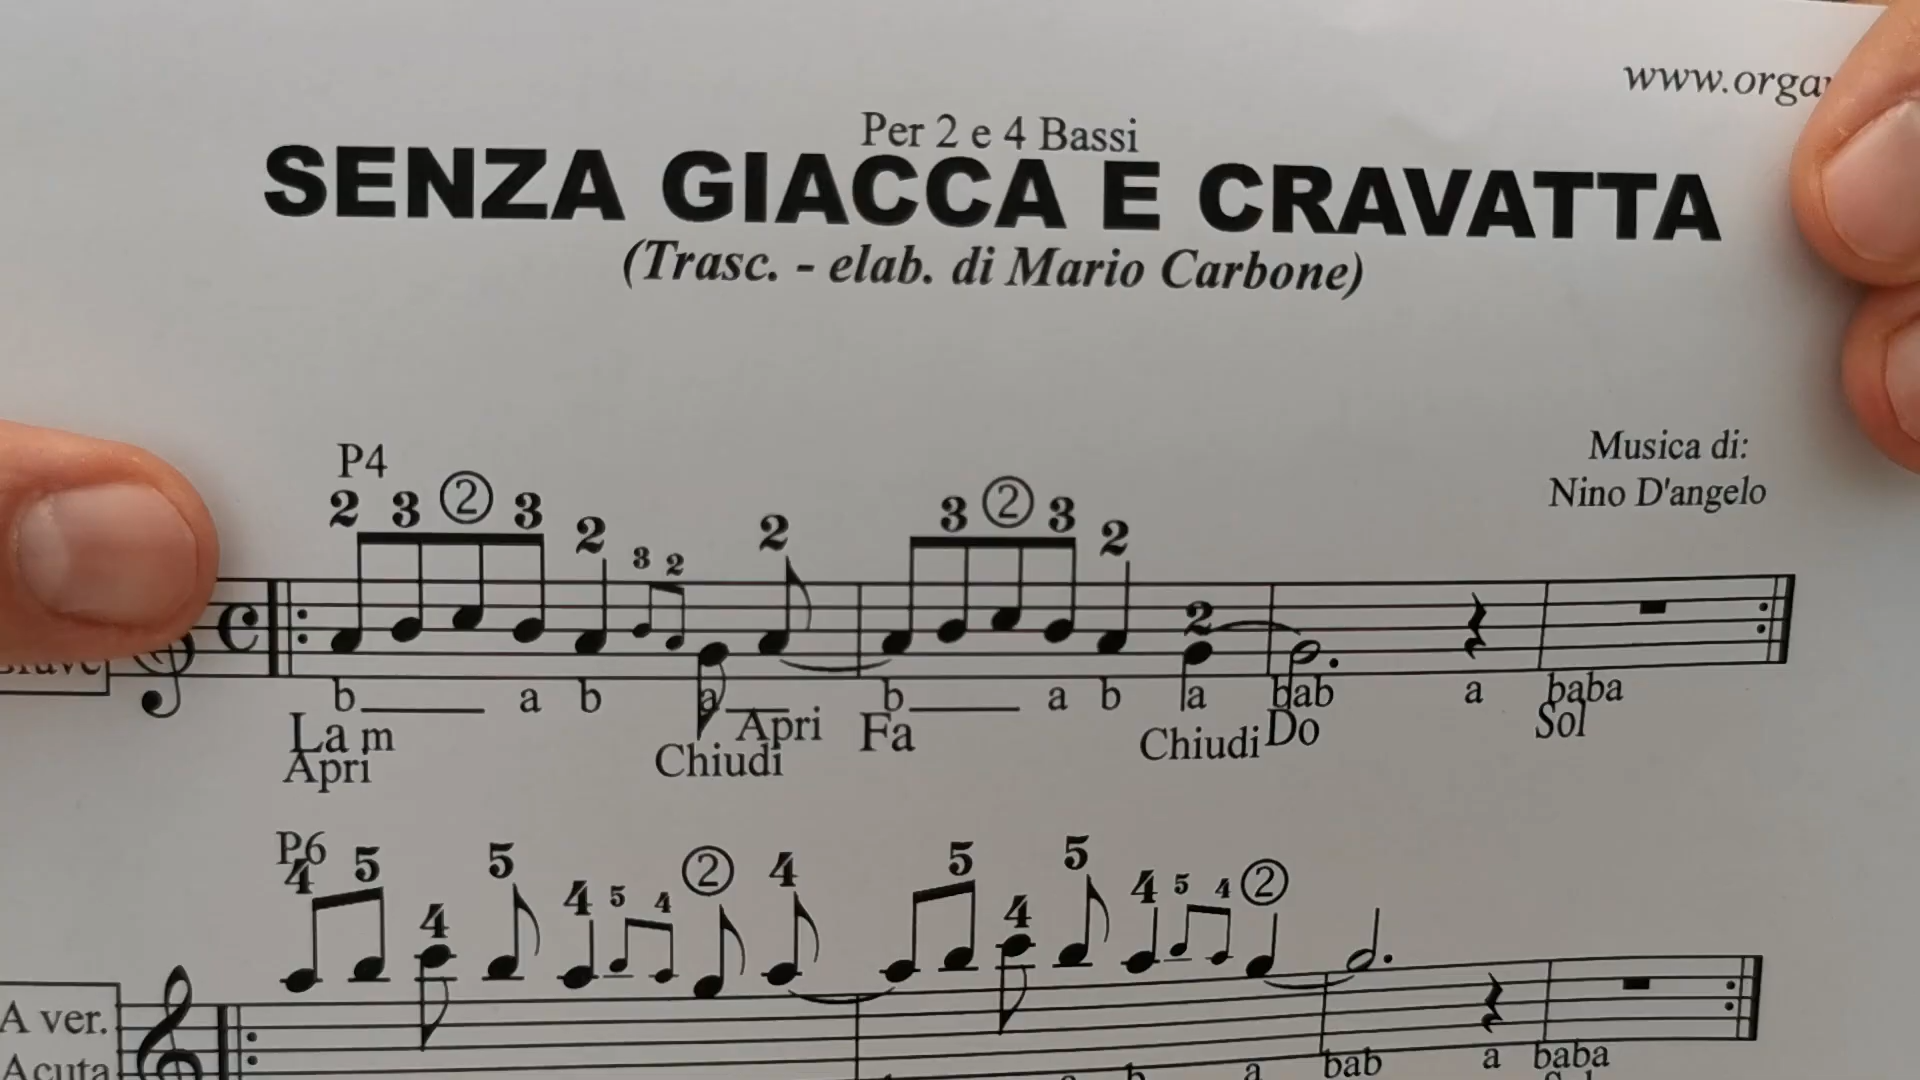 www.orga
Per 2 e 4 Bassi
SENZA GIACCA E CRAVATTA
(Trasc. - elab. di Mario Carbone)
Musica di:
Nino D'angelo
P4
2 3 2 3 2 3 2 2 3 2 3 2 2
b a b a b a b a bab a baba
La m Apri Fa Chiudi Do Sol
Apri Chiudi
P6
4 5 4 5 4 5 4 2 4 5 4 5 4 5 4 2
A ver.
Acuta
a b a bab a baba